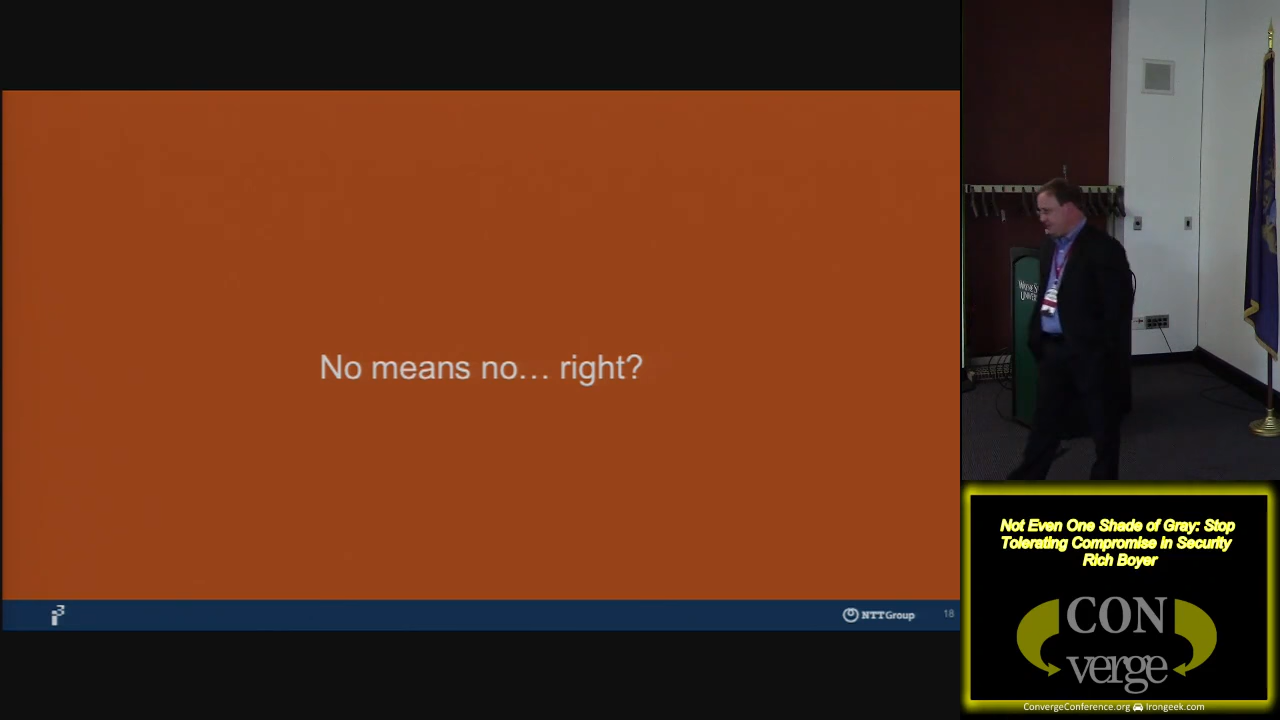 No means no... right?
i3
NTTGroup
18
Not Even One Shade of Gray: Stop
Tolerating Compromise in Security
Rich Boyer
CON
verge
ConvergeConference.org Irongeek.com